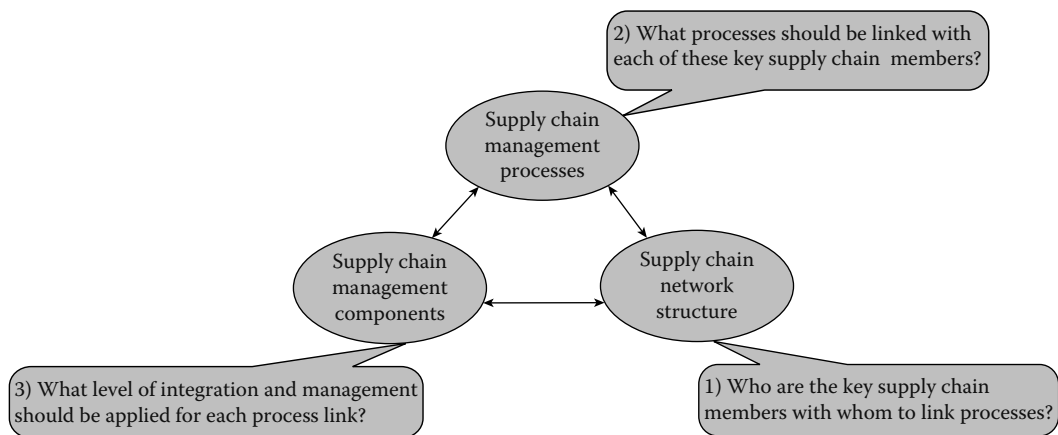 2) What processes should be linked with
each of these key supply chain members?
Supply chain
management
processes
Supply chain
management
components
Supply chain
network
structure
3) What level of integration and management
should be applied for each process link?
1) Who are the key supply chain
members with whom to link processes?